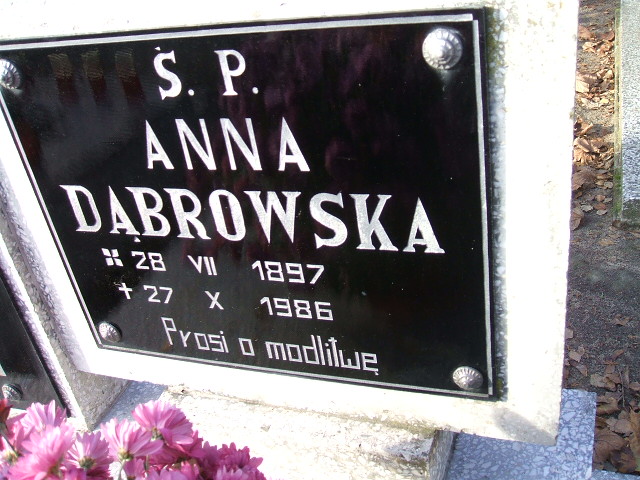 Ś. P.
ANNA
DĄBROWSKA
28 VII 1897
✝ 27 X 1986
Prosi o modlitwę